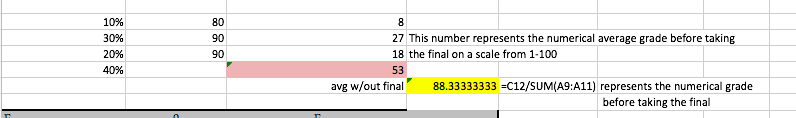 10% 80 8
30% 90 27 This number represents the numerical average grade before taking
20% 90 18 the final on a scale from 1-100
40% 53
avg w/out final 88.33333333 =C12/SUM(A9:A11) represents the numerical grade
before taking the final